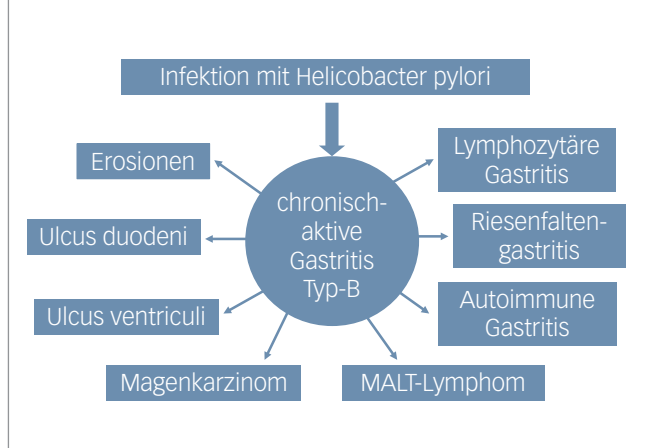 Infektion mit Helicobacter pylori
Erosionen
Ulcus duodeni
Ulcus ventriculi
Magenkarzinom
chronisch-
aktive
Gastritis
Typ-B
Lymphozytäre
Gastritis
Riesenfalten-
gastritis
Autoimmune
Gastritis
MALT-Lymphom